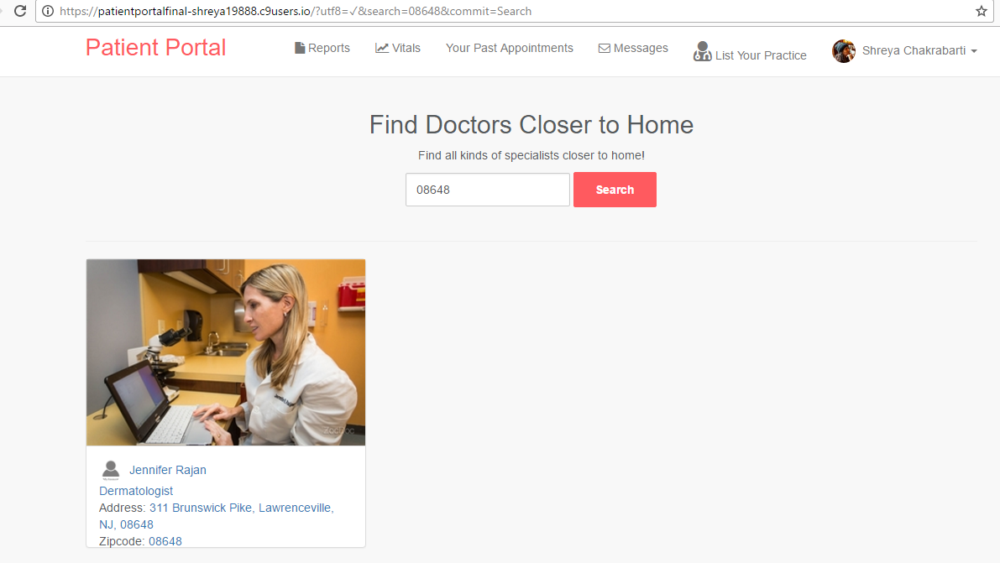 https://patientportalfinal-shreya19888.c9users.io/?utf8=✓&search=08648&commit=Search
Patient Portal
Reports
Vitals
Your Past Appointments
Messages
List Your Practice
Shreya Chakrabarti
Find Doctors Closer to Home
Find all kinds of specialists closer to home!
08648
Search
ZocDoc
Jennifer Rajan
Dermatologist
Address: 311 Brunswick Pike, Lawrenceville,
NJ, 08648
Zipcode: 08648